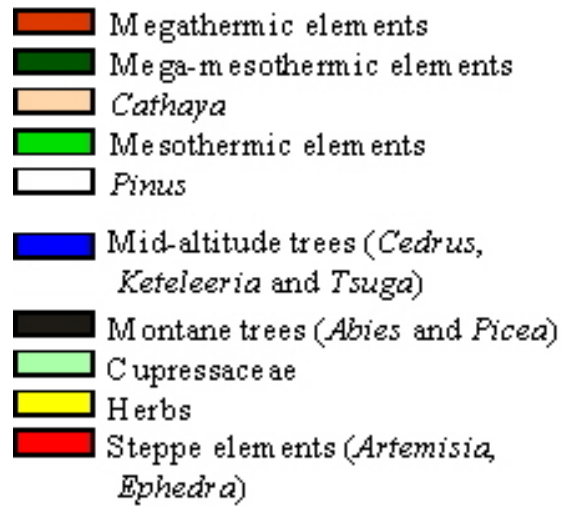 Megathermic elements
Mega-mesothermic elements
Cathaya
Mesothermic elements
Pinus
Mid-altitude trees (Cedrus,
Keteleeria and Tsuga)
Montane trees (Abies and Picea)
Cupressaceae
Herbs
Steppe elements (Artemisia,
Ephedra)